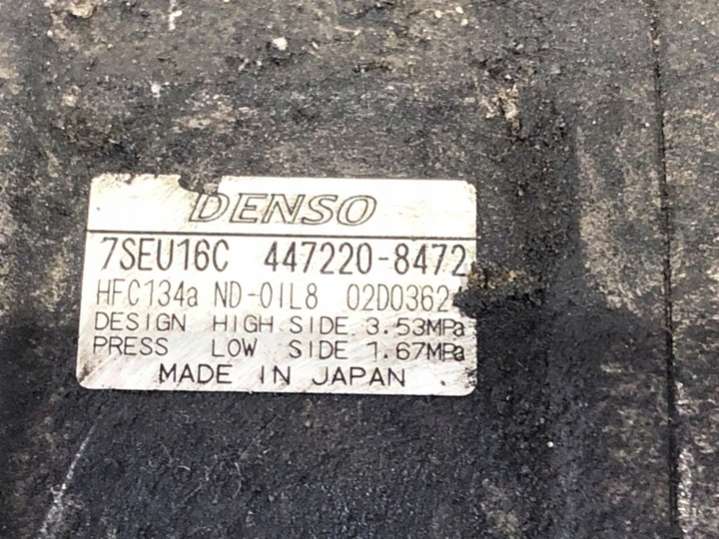 DENSO
7SEU16C 447220-8472
HFC134a ND-OIL8
DESIGN HIGH SIDE 3.53MPa
PRESS LOW SIDE 1.67MPa
MADE IN JAPAN